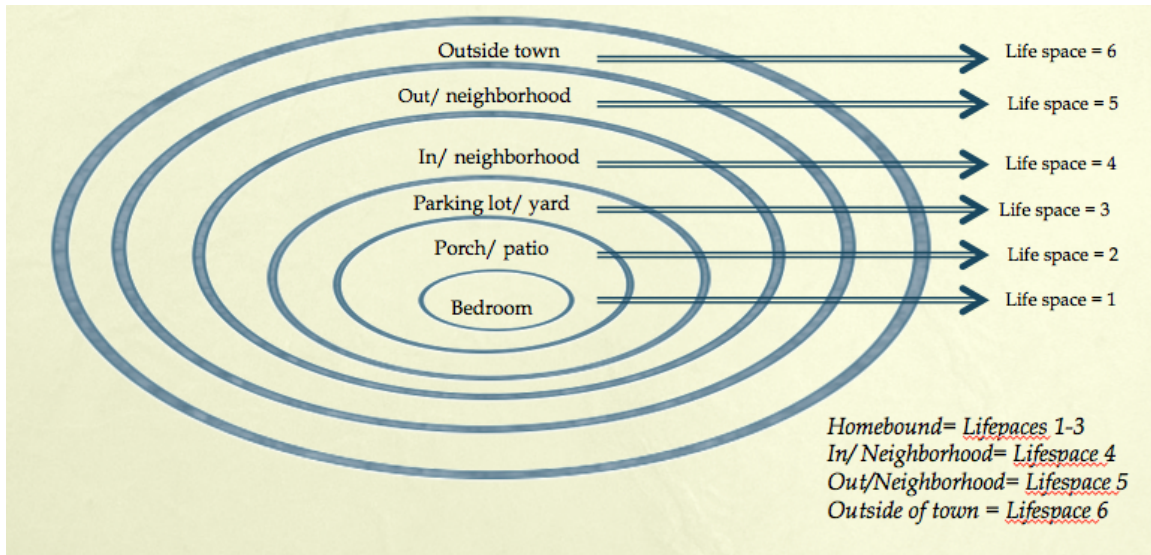 Outside town
Life space = 6
Out/ neighborhood
Life space = 5
In/ neighborhood
Life space = 4
Parking lot/ yard
Life space = 3
Porch/ patio
Life space = 2
Bedroom
Life space = 1
Homebound= Lifepaces 1-3
In/ Neighborhood= Lifespace 4
Out/Neighborhood= Lifespace 5
Outside of town = Lifespace 6